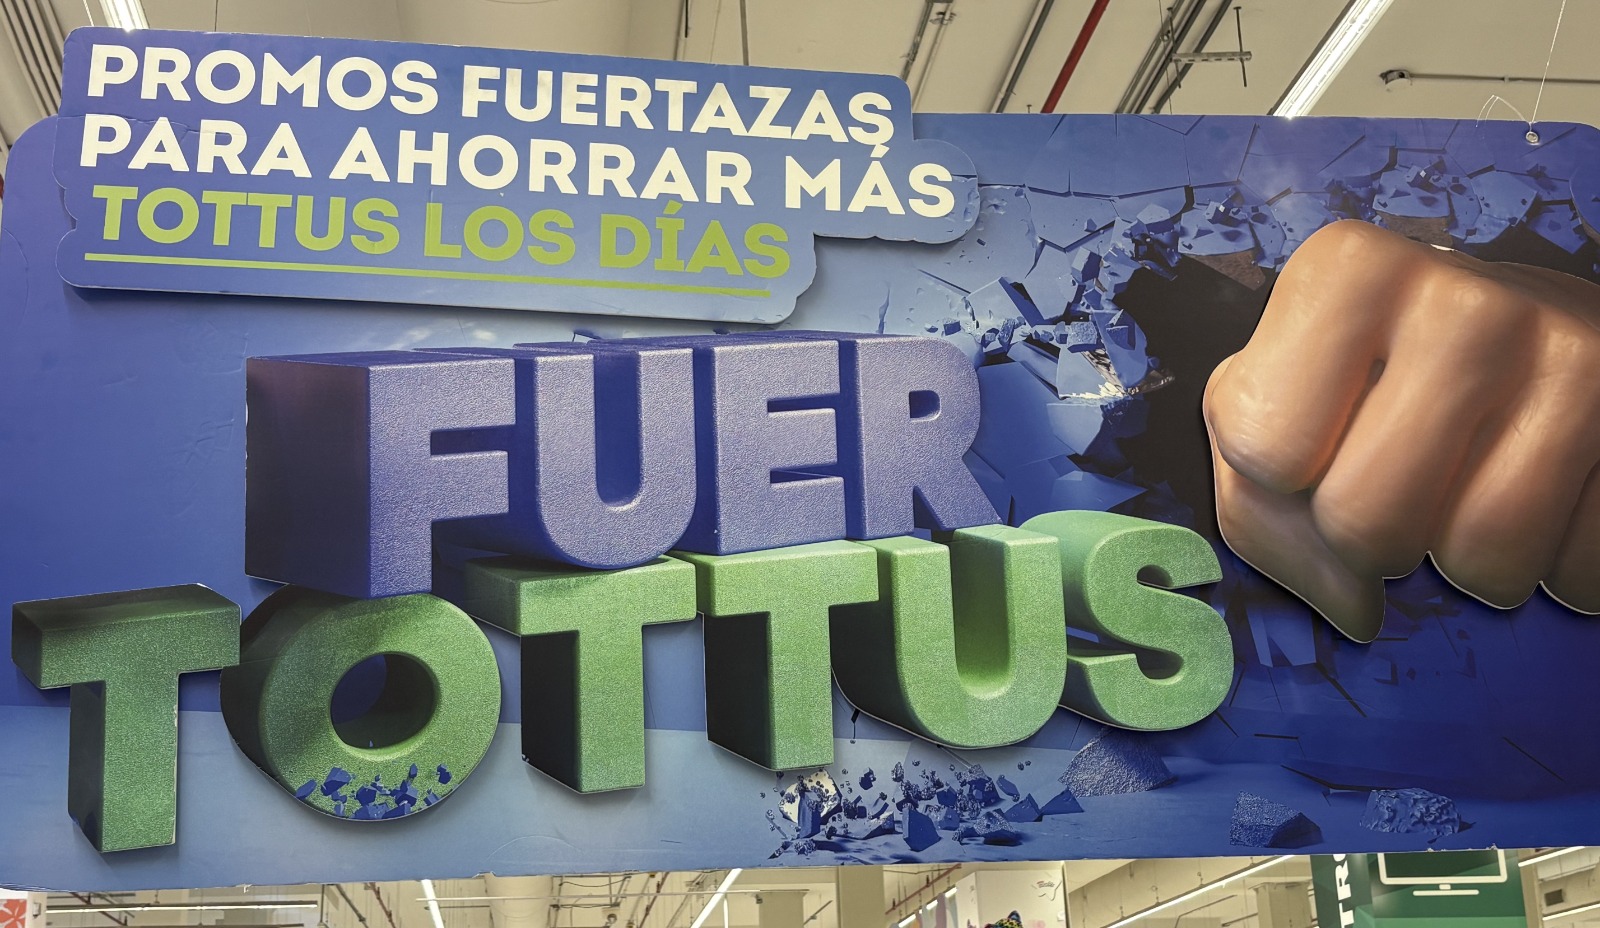 PROMOS FUERTAZAS
PARA AHORRAR MÁS
TOTTUS LOS DÍAS
FUER
TOTTUS